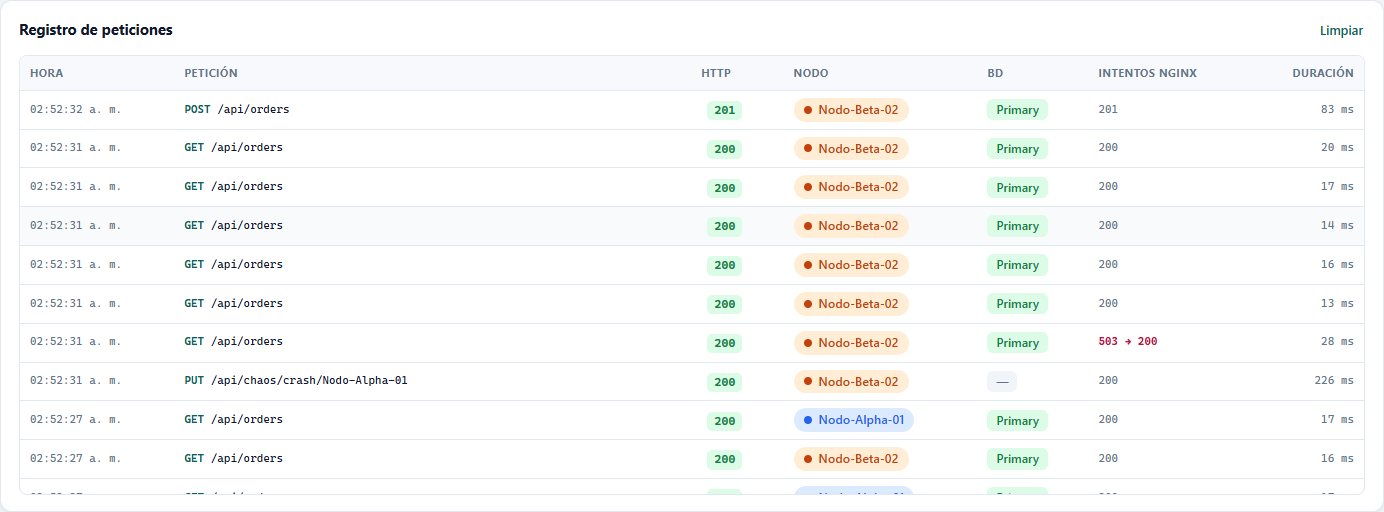 Registro de peticiones Limpiar
HORA PETICIÓN HTTP NODO BD INTENTOS NGINX DURACIÓN
02:52:32 a. m. POST /api/orders 201 Nodo-Beta-02 Primary 201 83 ms
02:52:31 a. m. GET /api/orders 200 Nodo-Beta-02 Primary 200 20 ms
02:52:31 a. m. GET /api/orders 200 Nodo-Beta-02 Primary 200 17 ms
02:52:31 a. m. GET /api/orders 200 Nodo-Beta-02 Primary 200 14 ms
02:52:31 a. m. GET /api/orders 200 Nodo-Beta-02 Primary 200 16 ms
02:52:31 a. m. GET /api/orders 200 Nodo-Beta-02 Primary 200 13 ms
02:52:31 a. m. GET /api/orders 200 Nodo-Beta-02 Primary 503 → 200 28 ms
02:52:31 a. m. PUT /api/chaos/crash/Nodo-Alpha-01 200 Nodo-Beta-02 — 200 226 ms
02:52:27 a. m. GET /api/orders 200 Nodo-Alpha-01 Primary 200 17 ms
02:52:27 a. m. GET /api/orders 200 Nodo-Beta-02 Primary 200 16 ms